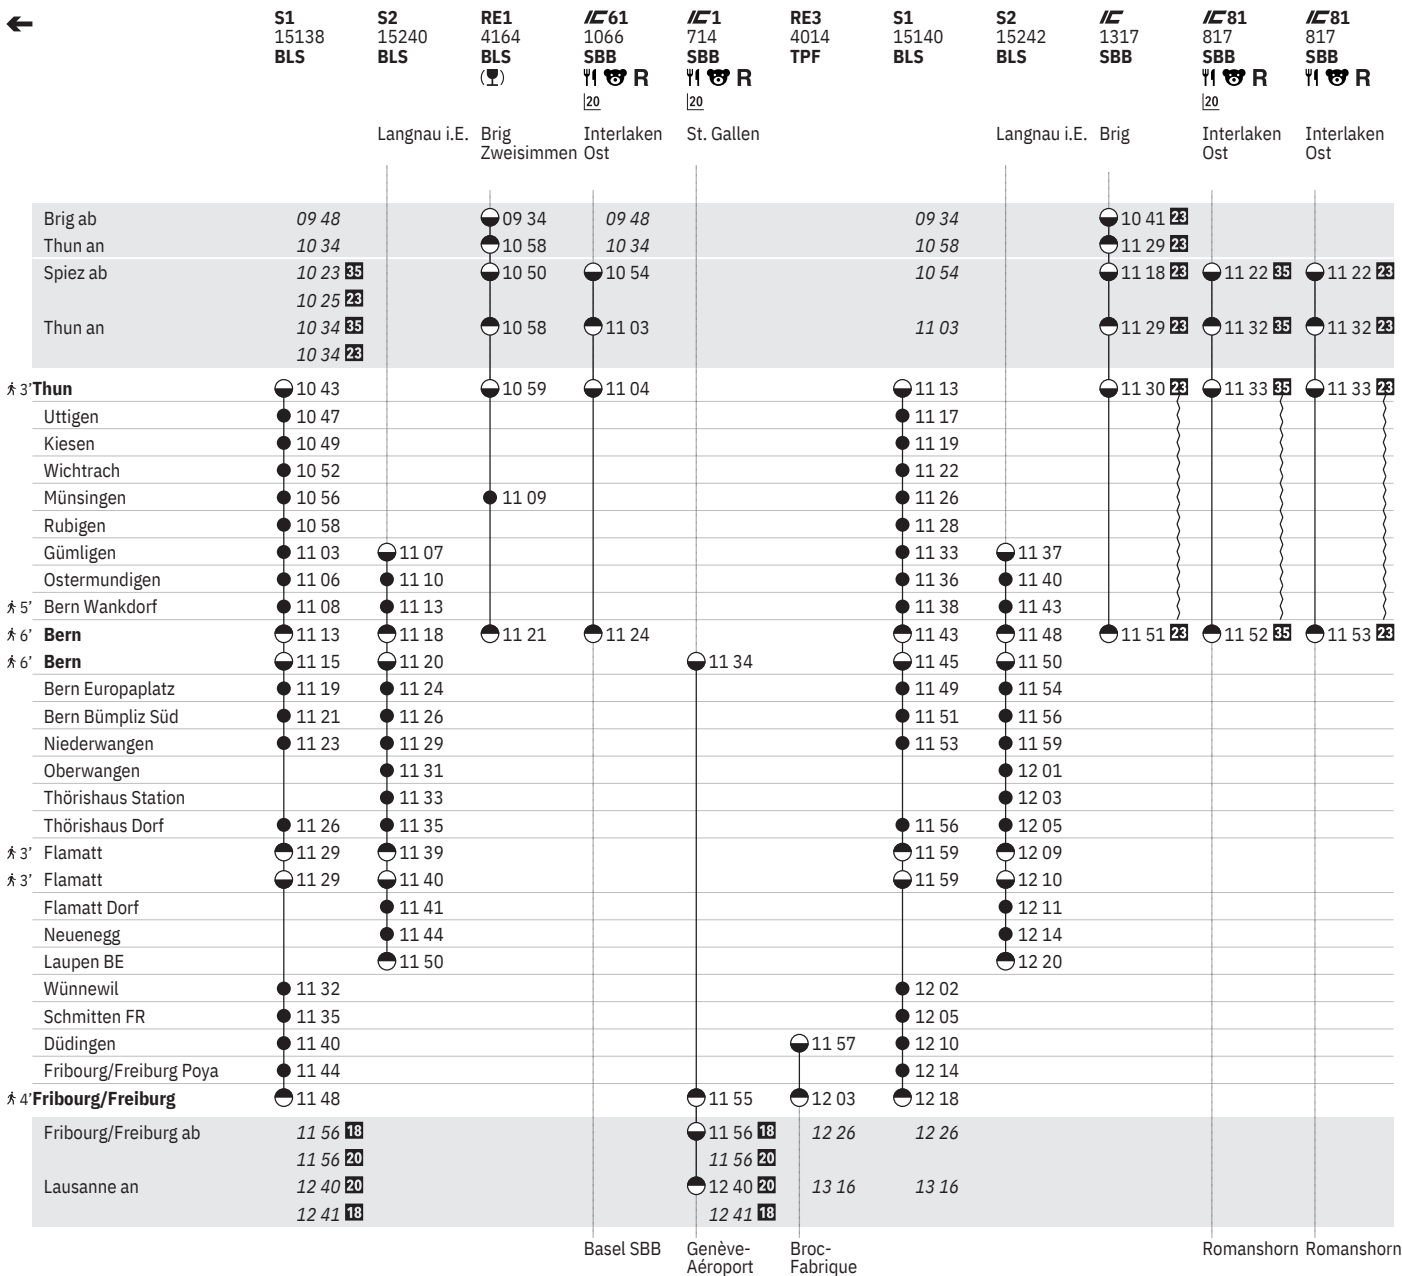 S1 S2 RE1 IC61 IC1 RE3 S1 S2 IC IC81 IC81
15138 15240 4164 1066 714 4014 15140 15242 1317 817 817
BLS BLS BLS SBB SBB TPF BLS BLS SBB SBB SBB
R R R R
20 20 20
Langnau i.E. Brig Interlaken St. Gallen Langnau i.E. Brig Interlaken Interlaken
Zweisimmen Ost Ost Ost
Brig ab 09 48 09 34 09 48 09 34 10 41 23
Thun an 10 34 10 58 10 34 10 58 11 29 23
Spiez ab 10 23 35 10 50 10 54 10 54 11 18 23 11 22 35 11 22 23
10 25 23
Thun an 10 34 35 10 58 11 03 11 03 11 29 23 11 32 35 11 32 23
10 34 23
3' Thun 10 43 10 59 11 04 11 13 11 30 23 11 33 35 11 33 23
Uttigen 10 47 11 17
Kiesen 10 49 11 19
Wichtrach 10 52 11 22
Münsingen 10 56 11 09 11 26
Rubigen 10 58 11 28
Gümligen 11 03 11 07 11 33 11 37
Ostermundigen 11 06 11 10 11 36 11 40
5' Bern Wankdorf 11 08 11 13 11 38 11 43
6' Bern 11 13 11 18 11 21 11 24 11 43 11 48 11 51 23 11 52 35 11 53 23
6' Bern 11 15 11 20 11 34 11 45 11 50
Bern Europaplatz 11 19 11 24 11 49 11 54
Bern Bümpliz Süd 11 21 11 26 11 51 11 56
Niederwangen 11 23 11 29 11 53 11 59
Oberwangen 11 31 12 01
Thörishaus Station 11 33 12 03
Thörishaus Dorf 11 26 11 35 11 56 12 05
3' Flamatt 11 29 11 39 11 59 12 09
3' Flamatt 11 29 11 40 11 59 12 10
Flamatt Dorf 11 41 12 11
Neuenegg 11 44 12 14
Laupen BE 11 50 12 20
Wünnewil 11 32 12 02
Schmitten FR 11 35 12 05
Düdingen 11 40 11 57 12 10
Fribourg/Freiburg Poya 11 44 12 14
4' Fribourg/Freiburg 11 48 11 55 12 03 12 18
Fribourg/Freiburg ab 11 56 18 11 56 18 12 26 12 26
11 56 20 11 56 20
Lausanne an 12 40 20 12 40 20 13 16 13 16
12 41 18 12 41 18
Basel SBB Genève- Broc- Romanshorn Romanshorn
Aéroport Fabrique